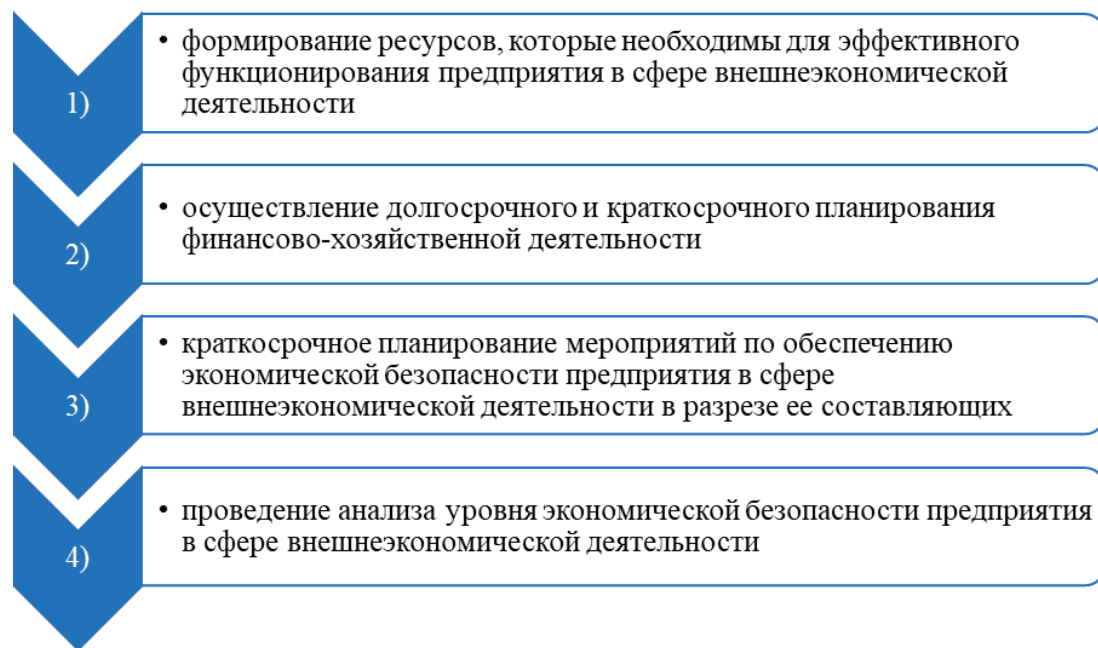 1)
• формирование ресурсов, которые необходимы для эффективного
функционирования предприятия в сфере внешнеэкономической
деятельности
2)
• осуществление долгосрочного и краткосрочного планирования
финансово-хозяйственной деятельности
3)
• краткосрочное планирование мероприятий по обеспечению
экономической безопасности предприятия в сфере
внешнеэкономической деятельности в разрезе ее составляющих
4)
• проведение анализа уровня экономической безопасности предприятия
в сфере внешнеэкономической деятельности